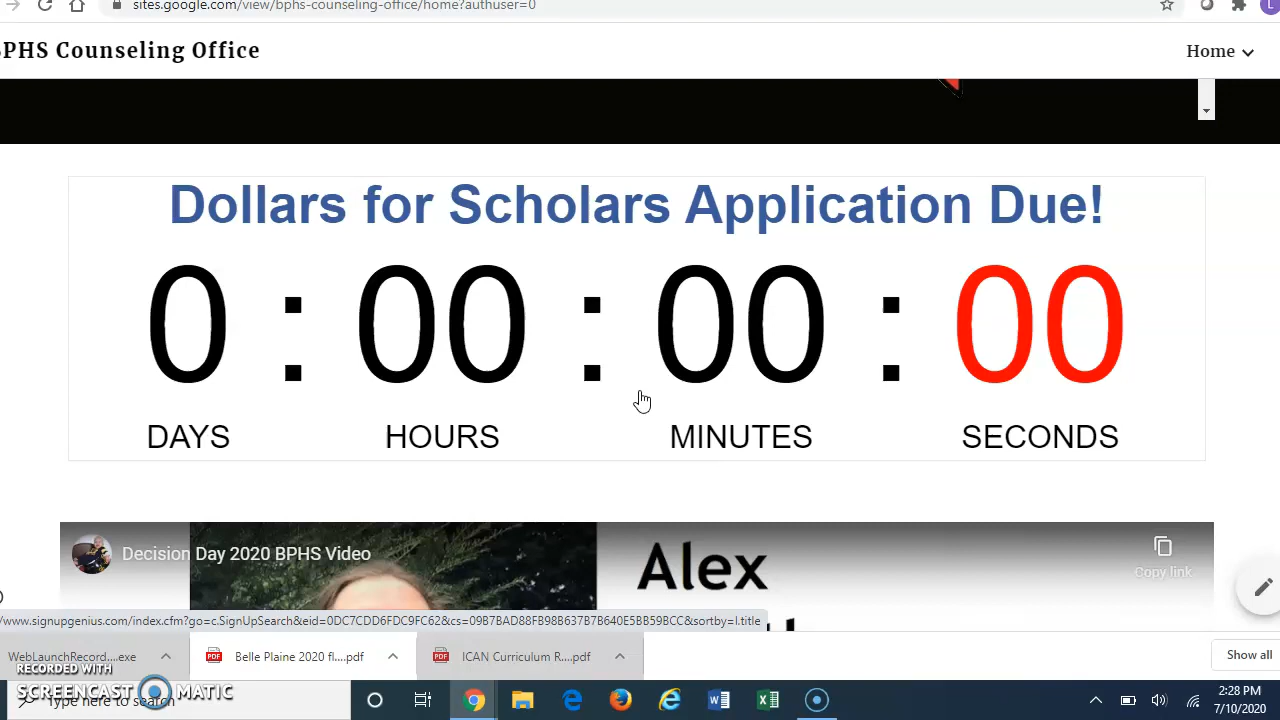 sites.google.com/view/bphs-counseling-office/home?authuser=0
BPHS Counseling Office
Home
Dollars for Scholars Application Due!
0 : 00 : 00 : 00
DAYS HOURS MINUTES SECONDS
Decision Day 2020 BPHS Video
Alex
Copy link
/www.signupgenius.com/index.cfm?go=c.SignUpSearch&eid=0DC7CDD6FDC9FC62&cs=09B7BAD88FB98B637B7B640E5BB59BCC&sortby=l.title
WebLaunchRecord....exe
Belle Plaine 2020 fl....pdf
ICAN Curriculum R....pdf
Show all
RECORDED WITH
SCREENCAST MATIC
Type here to search
2:28 PM
7/10/2020